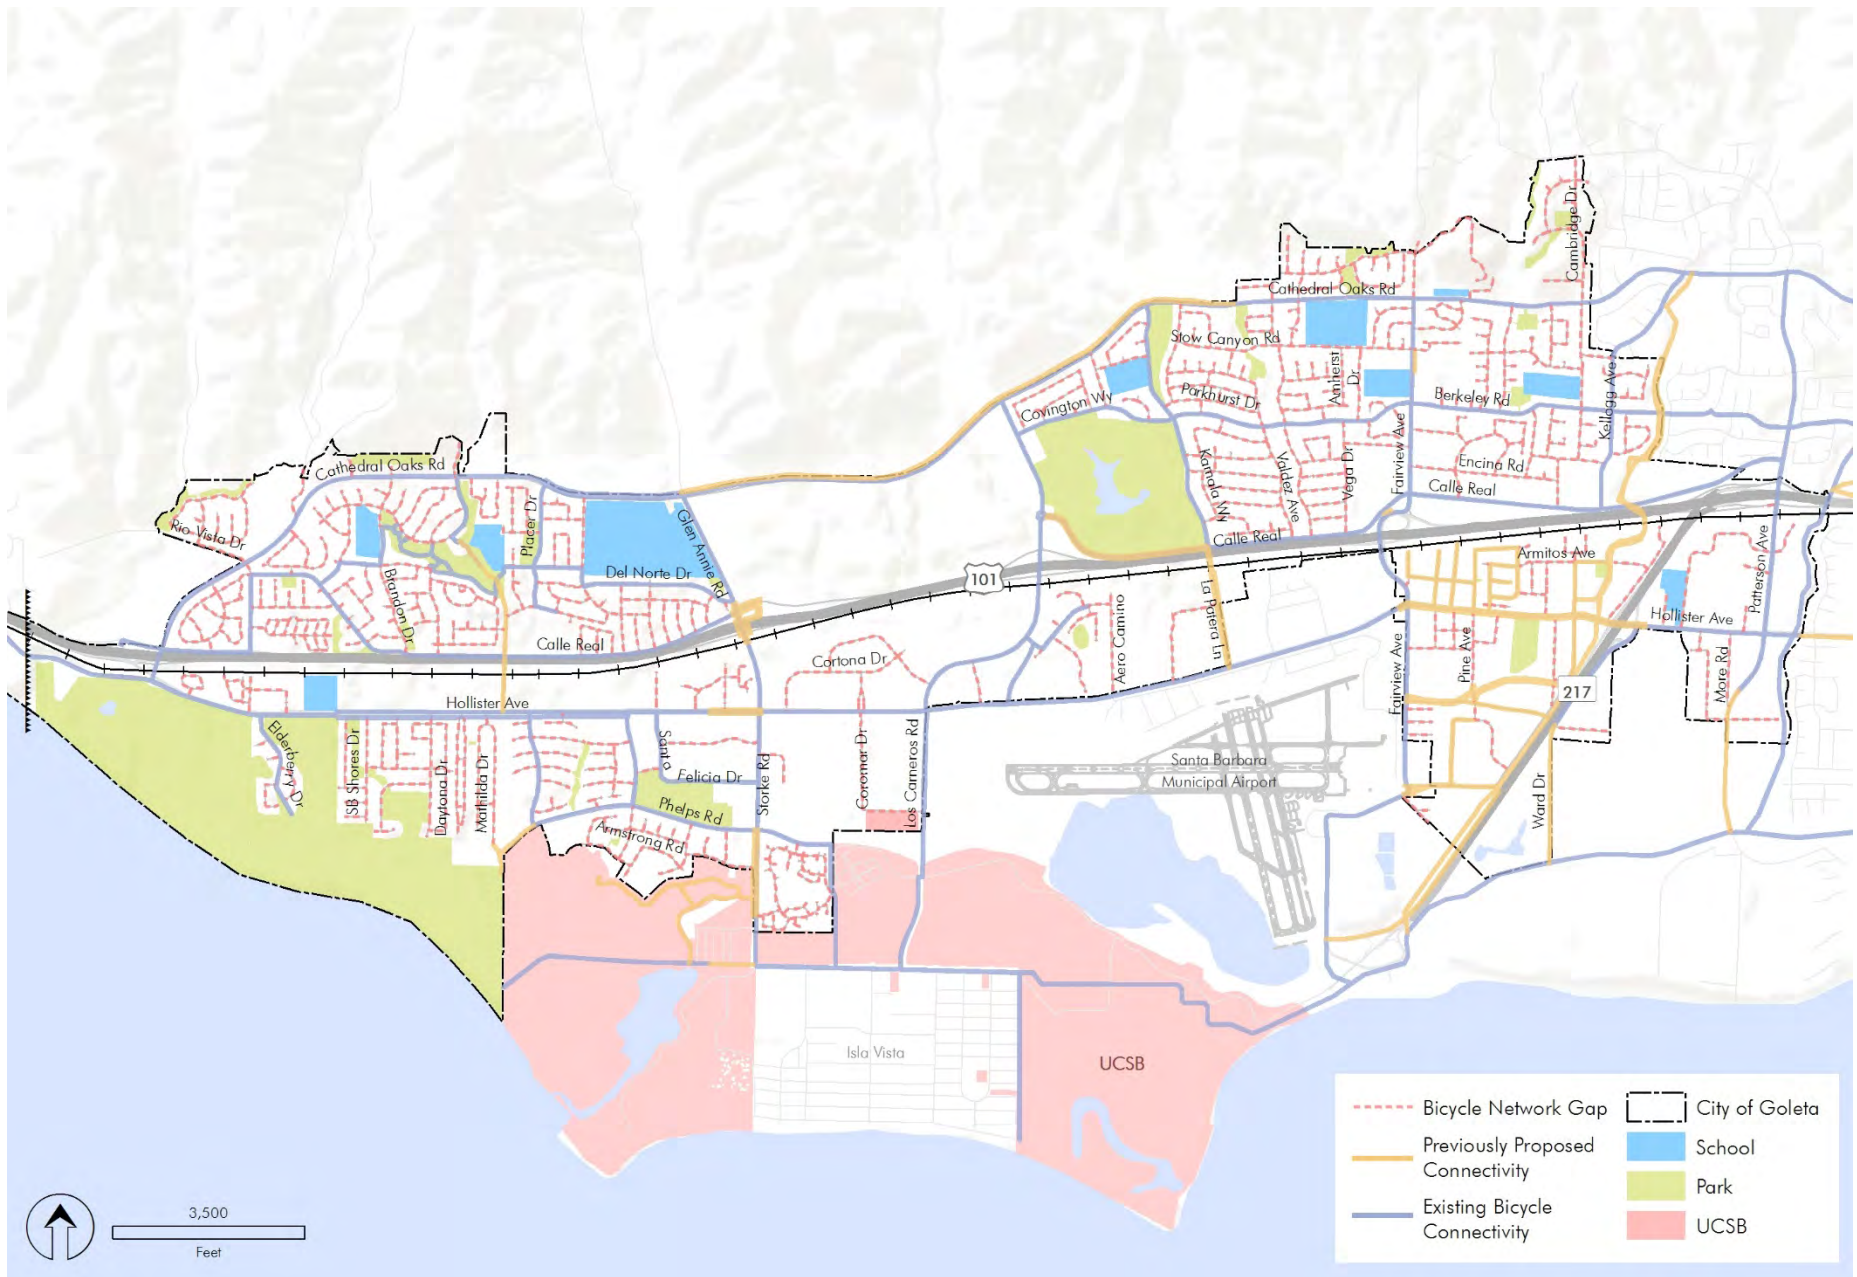 Cambridge Dr
Cathedral Oaks Rd
Stow Canyon Rd
Amherst
Dr
Parkhurst Dr
Covington Wy
Berkeley Rd
Kellogg Ave
Fairview Ave
Kamala Wy
Valdez Ave
Vega Dr
Encina Rd
Calle Real
Calle Real
Cathedral Oaks Rd
Rio Vista Dr
Placer Dr
Glen Annie Rd
Del Norte Dr
Brandon Dr
Calle Real
101
La Patera Ln
Aero Camino
Armitos Ave
Patterson Ave
Hollister Ave
Fairview Ave
Pine Ave
More Rd
217
Cortona Dr
Hollister Ave
Elderberry Dr
SB Shores Dr
Daytona Dr
Mathilda Dr
Santa
Felicia Dr
Storke Rd
Coromar Dr
Los Carneros Rd
Phelps Rd
Armstrong Rd
Santa Barbara
Municipal Airport
Ward Dr
Isla Vista
UCSB
Bicycle Network Gap
Previously Proposed
Connectivity
Existing Bicycle
Connectivity
City of Goleta
School
Park
UCSB
3,500
Feet